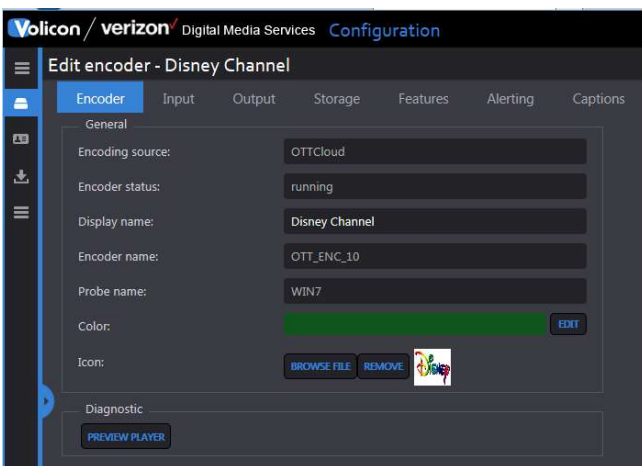 Volicon / verizon✓ Digital Media Services Configuration
Edit encoder - Disney Channel
Encoder Input Output Storage Features Alerting Captions
General
Encoding source: OTTCloud
Encoder status: running
Display name: Disney Channel
Encoder name: OTT_ENC_10
Probe name: WIN7
Color: EDIT
Icon: BROWSE FILE REMOVE Disney
Diagnostic
PREVIEW PLAYER